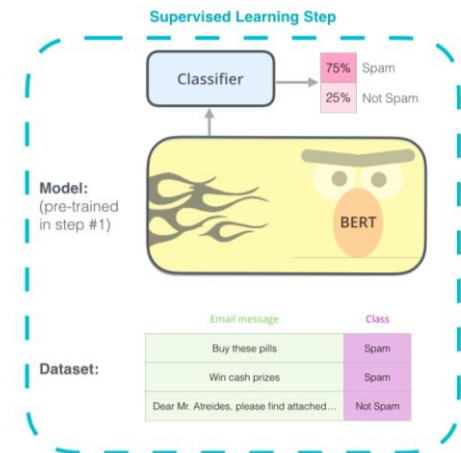 Supervised Learning Step
Classifier
75% Spam
25% Not Spam
Model:
(pre-trained
in step #1)
BERT
Email message Class
Dataset:
Buy these pills Spam
Win cash prizes Spam
Dear Mr. Atreides, please find attached... Not Spam